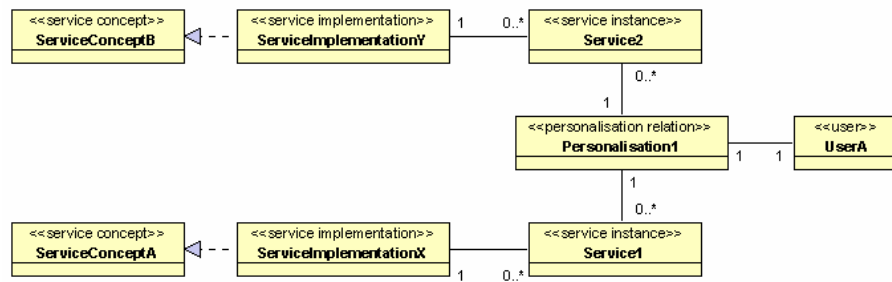 <<service concept>>
ServiceConceptB
<<service implementation>>
ServiceImplementationY
1
0..*
<<service instance>>
Service2
0..*
1
<<personalisation relation>>
Personalisation1
1
1
<<user>>
UserA
1
0..*
<<service concept>>
ServiceConceptA
<<service implementation>>
ServiceImplementationX
1
0..*
<<service instance>>
Service1